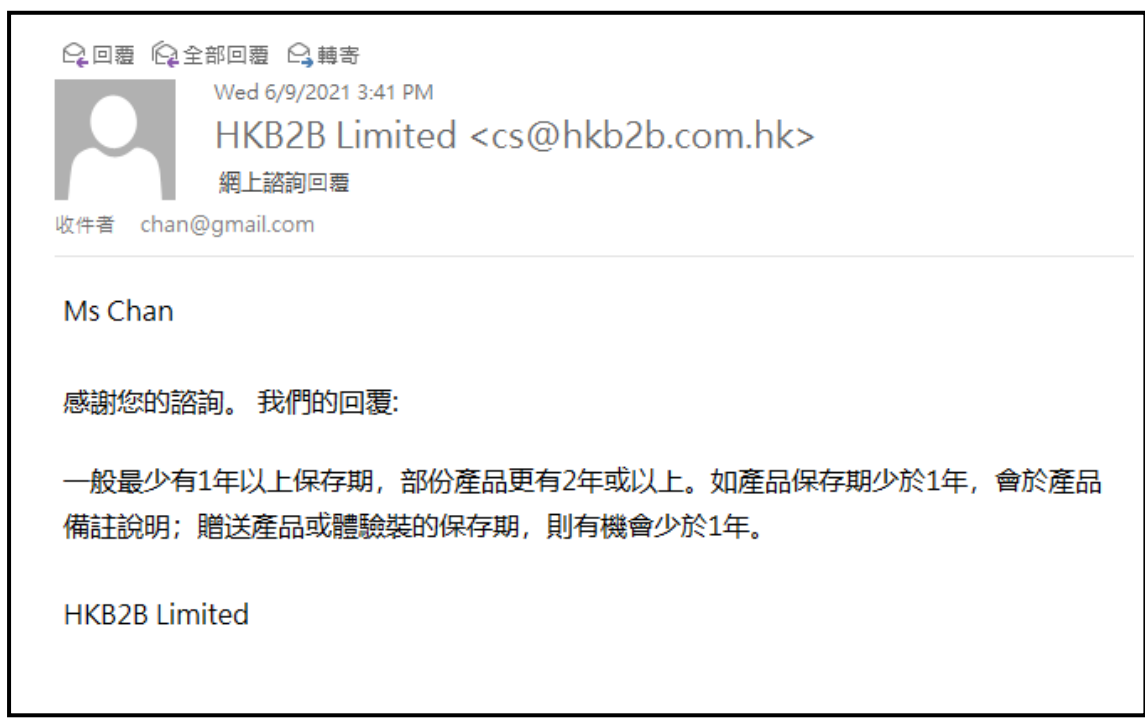 回覆 全部回覆 轉寄
Wed 6/9/2021 3:41 PM
HKB2B Limited <cs@hkb2b.com.hk>
網上諮詢回覆
收件者 chan@gmail.com
Ms Chan
感謝您的諮詢。 我們的回覆:
一般最少有1年以上保存期，部份產品更有2年或以上。如產品保存期少於1年，會於產品
備註說明；贈送產品或體驗裝的保存期，則有機會少於1年。
HKB2B Limited